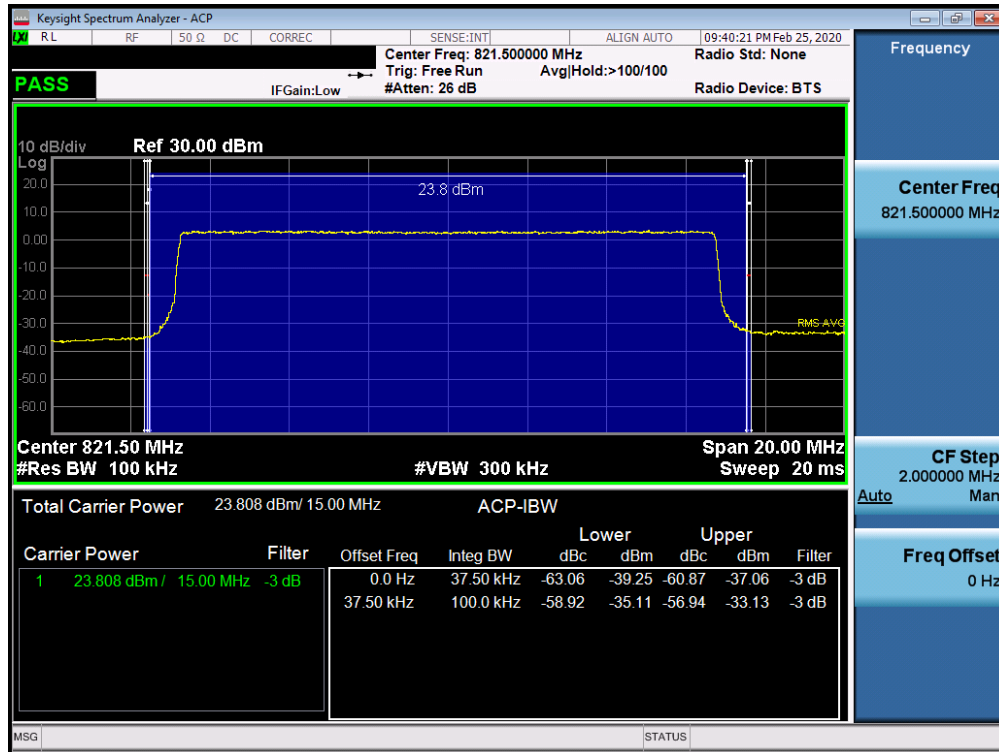 Keysight Spectrum Analyzer - ACP
LXI RL RF 50 Ω DC CORREC SENSE:INT ALIGN AUTO 09:40:21 PM Feb 25, 2020
Center Freq: 821.500000 MHz Radio Std: None
Trig: Free Run Avg|Hold:>100/100
PASS IFGain:Low #Atten: 26 dB Radio Device: BTS
10 dB/div Ref 30.00 dBm
Log
23.8 dBm
20.0
10.0
0.00
-10.0
-20.0
-30.0 RMS AVG
-40.0
-50.0
-60.0
Center 821.50 MHz Span 20.00 MHz
#Res BW 100 kHz #VBW 300 kHz Sweep 20 ms
Total Carrier Power 23.808 dBm/ 15.00 MHz ACP-IBW
Lower Upper
Carrier Power Filter Offset Freq Integ BW dBc dBm dBc dBm Filter
1 23.808 dBm / 15.00 MHz -3 dB 0.0 Hz 37.50 kHz -63.06 -39.25 -60.87 -37.06 -3 dB
37.50 kHz 100.0 kHz -58.92 -35.11 -56.94 -33.13 -3 dB
MSG STATUS
Frequency
Center Freq
821.500000 MHz
CF Step
2.000000 MHz
Auto Man
Freq Offset
0 Hz